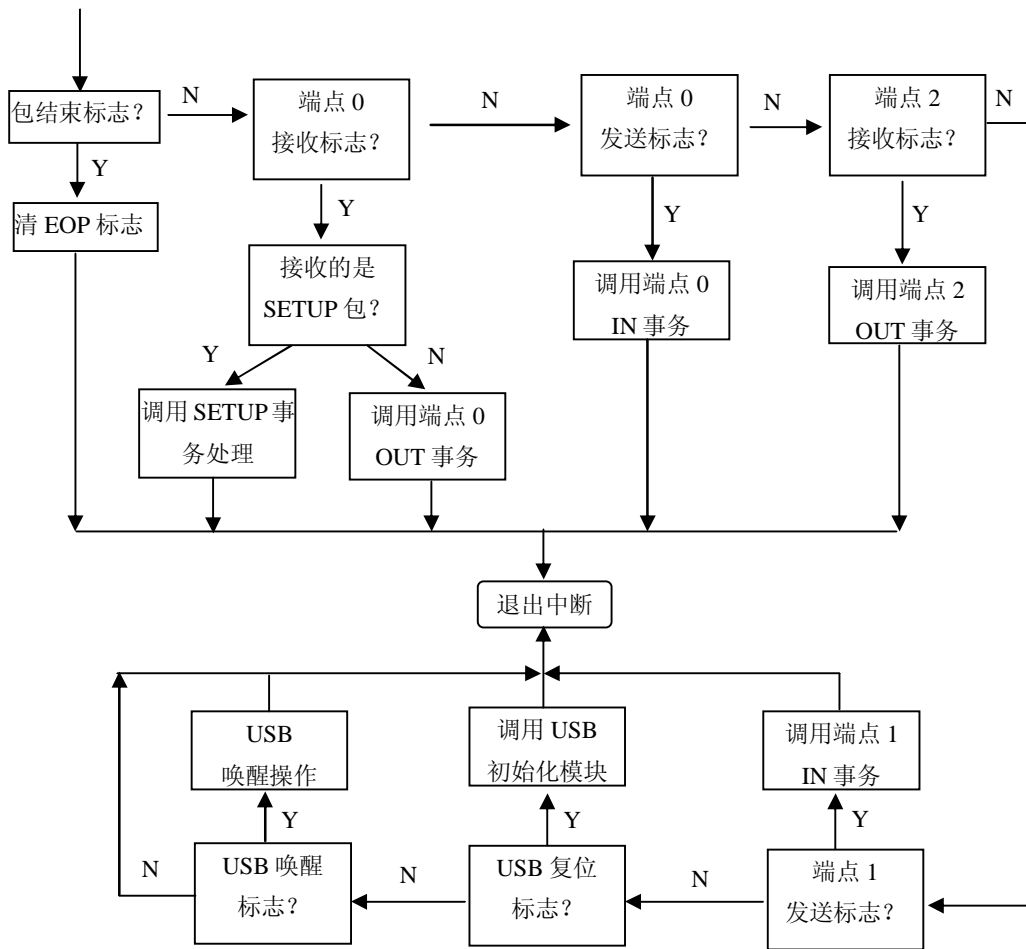 包结束标志？
N
端点 0
接收标志？
N
端点 0
发送标志？
N
端点 2
接收标志？
N
Y
清 EOP 标志
Y
接收的是
SETUP 包？
Y
调用端点 0
IN 事务
Y
调用端点 2
OUT 事务
Y
调用 SETUP 事
务处理
N
调用端点 0
OUT 事务
退出中断
USB
唤醒操作
调用 USB
初始化模块
调用端点 1
IN 事务
Y
Y
Y
N
USB 唤醒
标志？
N
USB 复位
标志？
N
端点 1
发送标志？